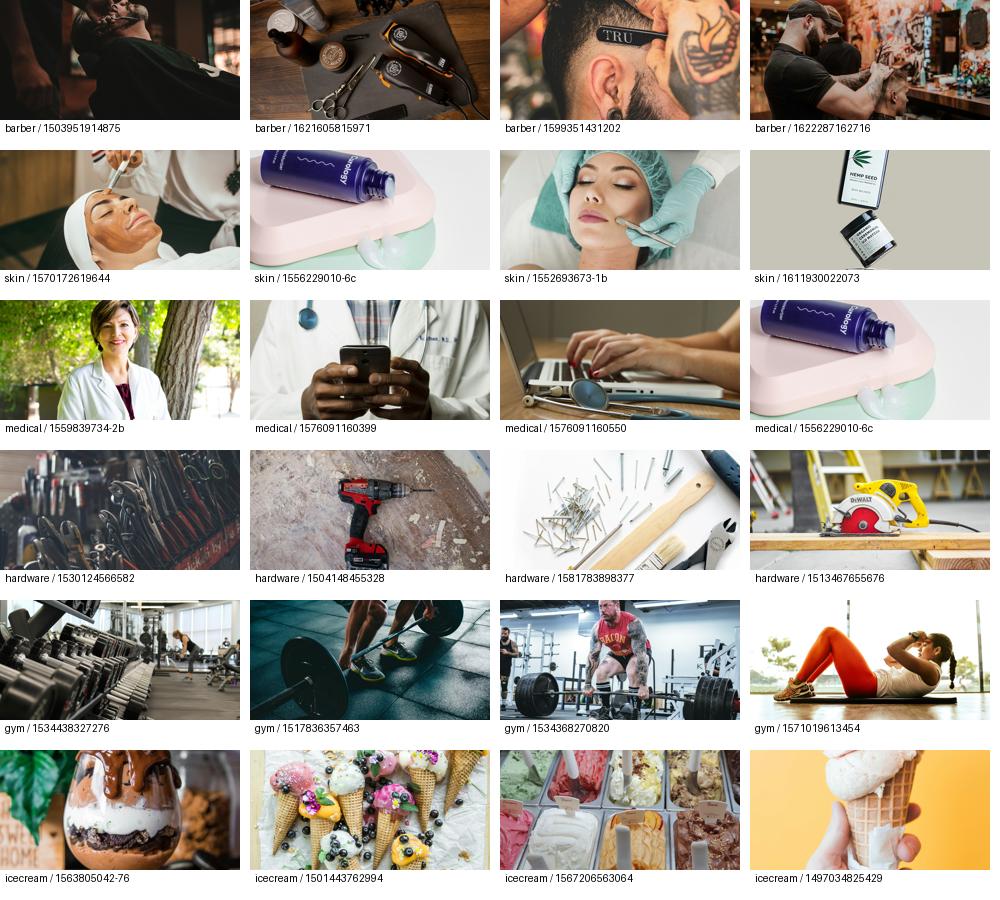 TRU
barber / 1503951914875
barber / 1621605815971
barber / 1599351431202
barber / 1622287162716
HEMP SEED
skin / 1570172619644
skin / 1556229010-6c
skin / 1552693673-1b
skin / 1611930022073
medical / 1559839734-2b
medical / 1576091160399
medical / 1576091160550
medical / 1556229010-6c
DEWALT
hardware / 1530124566582
hardware / 1504148455328
hardware / 1581783898377
hardware / 1513467655676
BACON
gym / 1534438327276
gym / 1517836357463
gym / 1534368270820
gym / 1571019613454
HOME
icecream / 1563805042-76
icecream / 1501443762994
icecream / 1567206563064
icecream / 1497034825429